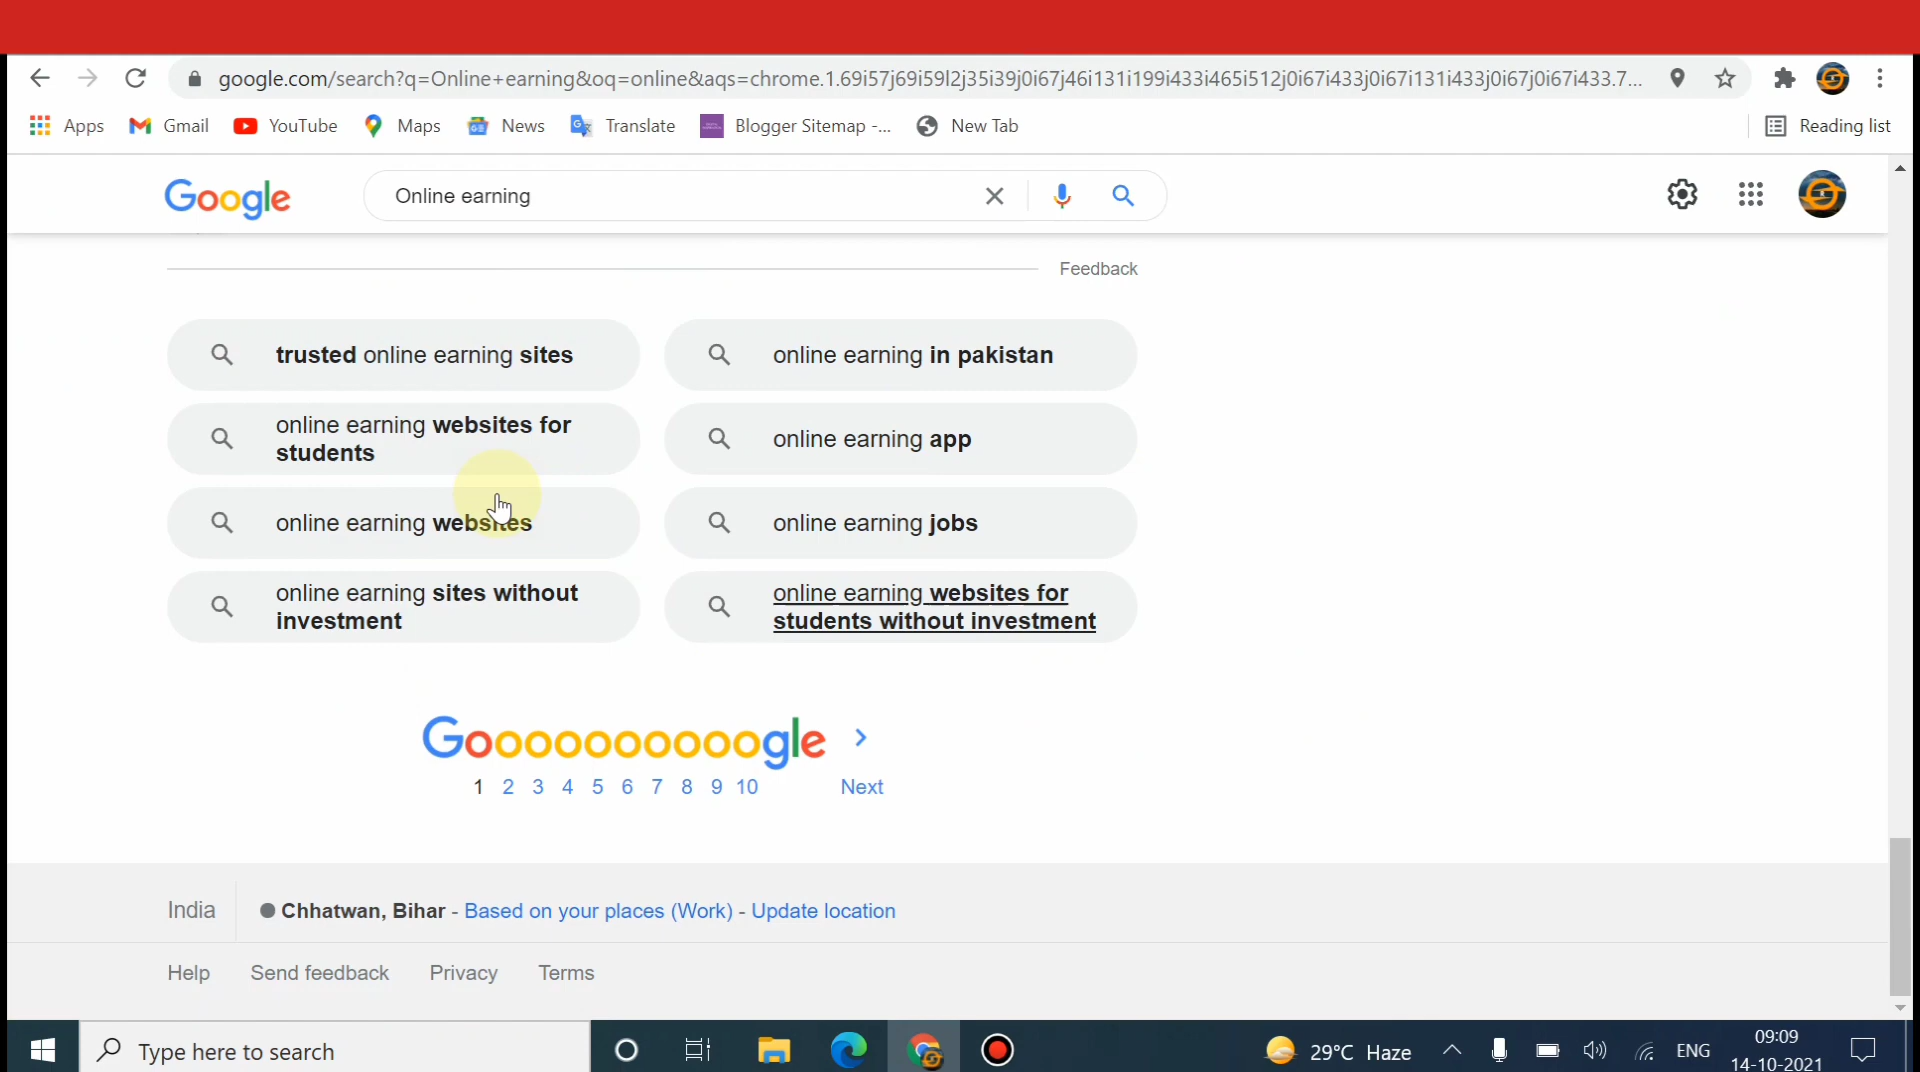 google.com/search?q=Online+earning&oq=online&aqs=chrome.1.69i57j69i59l2j35i39j0i67j46i131i199i433i465i512j0i67i433j0i67i131i433j0i67j0i67i433.7...
Apps Gmail YouTube Maps News Translate Blogger Sitemap -... New Tab Reading list
Google Online earning
Feedback
trusted online earning sites
online earning in pakistan
online earning websites for
students
online earning app
online earning websites
online earning jobs
online earning sites without
investment
online earning websites for
students without investment
Goooooooooogle >
1 2 3 4 5 6 7 8 9 10 Next
India Chhatwan, Bihar - Based on your places (Work) - Update location
Help Send feedback Privacy Terms
Type here to search 29°C Haze ENG 09:09
14-10-2021